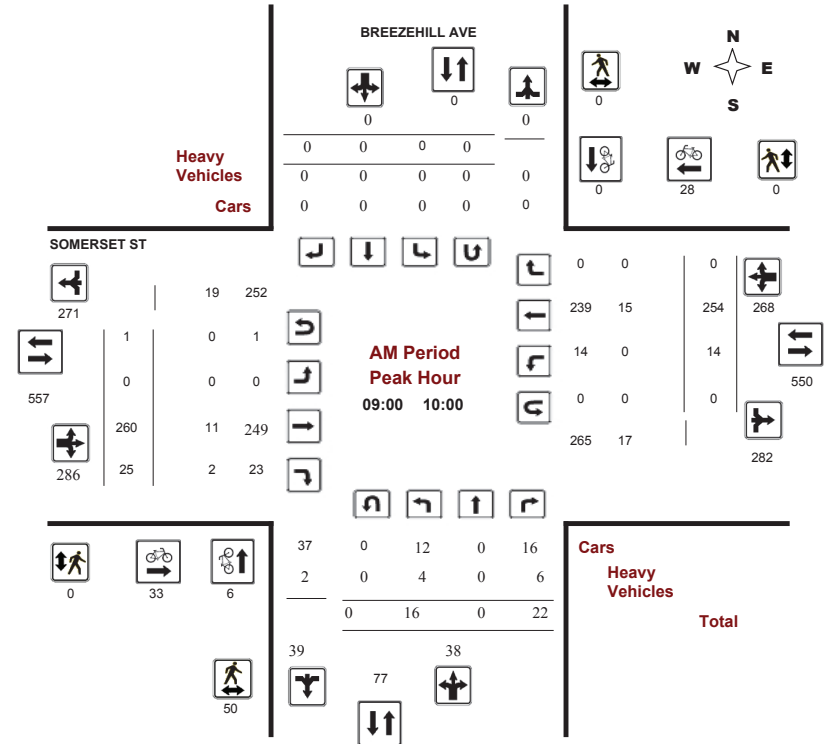 BREEZEHILL AVE
N
W E
S
0
0
0
0 0
0 0 0 0
Heavy
Vehicles
0 0 0 0 0
Cars
0 0 0 0 0
0 28 0
SOMERSET ST
271
19 252
1 0 1
557
0 0 0
260 11 249
286
25 2 23
AM Period
Peak Hour
09:00 10:00
0 0 0
239 15 254 268
14 0 14
550
0 0 0
265 17
282
37 0 12 0 16 Cars
2 0 4 0 6 Heavy
Vehicles
0 16 0 22 Total
0 33 6
39 38
77
50